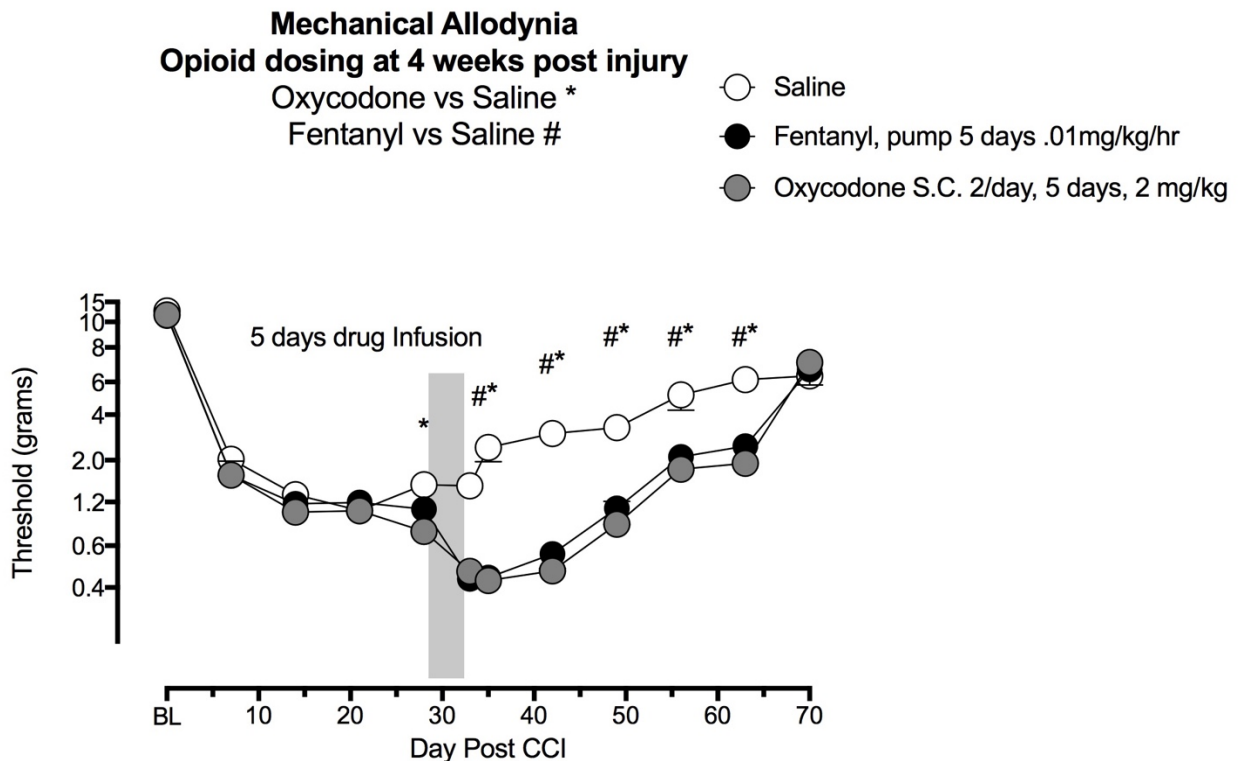 Mechanical Allodynia
Opioid dosing at 4 weeks post injury
Oxycodone vs Saline *
Fentanyl vs Saline #
Saline
Fentanyl, pump 5 days .01mg/kg/hr
Oxycodone S.C. 2/day, 5 days, 2 mg/kg
5 days drug Infusion
* #* #* #* #* #*
Threshold (grams)
15
10
8
6
4
2.0
1.2
0.6
0.4
BL 10 20 30 40 50 60 70
Day Post CCI